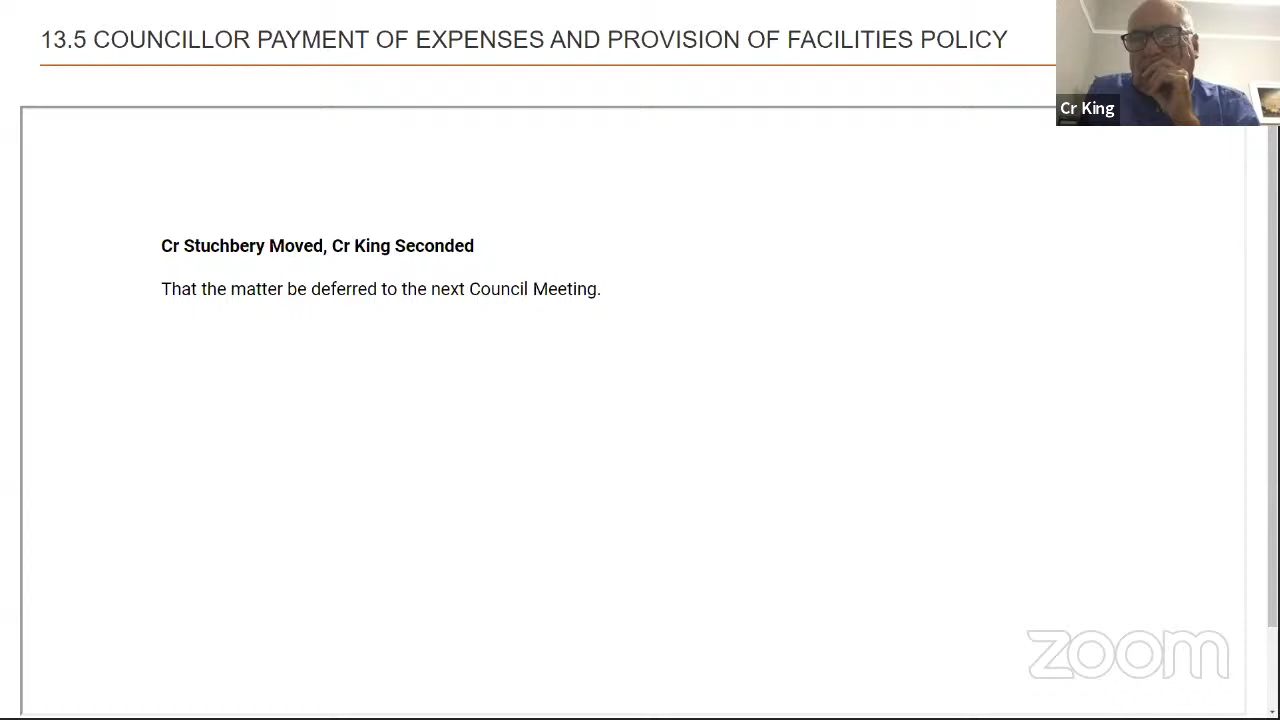 13.5 COUNCILLOR PAYMENT OF EXPENSES AND PROVISION OF FACILITIES POLICY
Cr King
Cr Stuchbery Moved, Cr King Seconded
That the matter be deferred to the next Council Meeting.
zoom